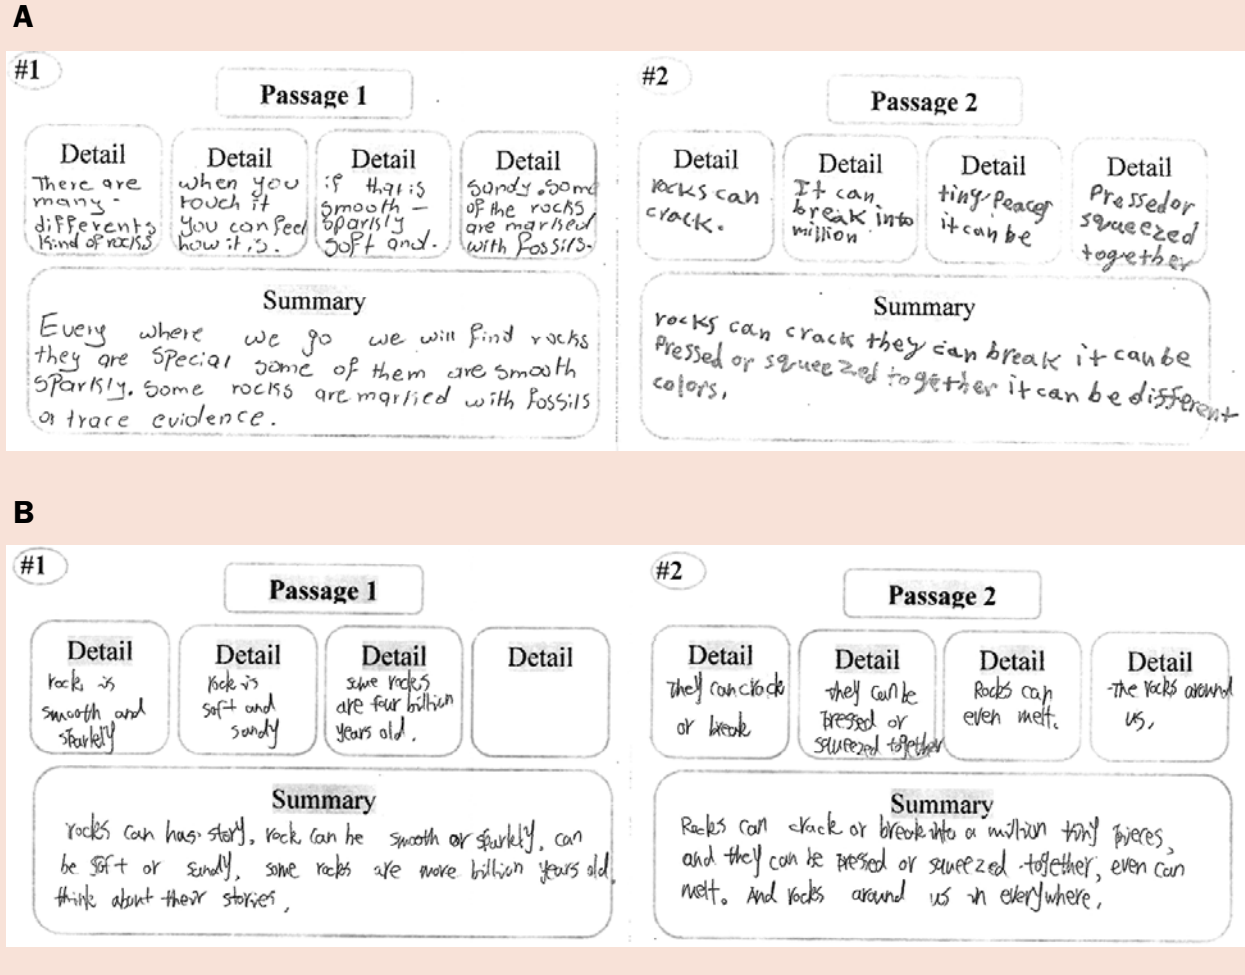 A
#1
Passage 1
Detail
There are
many -
differents
kind of rocks
Detail
when you
touch it
you can feel
how it is.
Detail
if that is
smooth –
sparkly
soft and.
Detail
Sandy. Some
of the rocks
are marked
with fossils.
Summary
Every where we go we will find rocks
they are special some of them are smooth
sparkly. Some rocks are marlied with fossils
or trace evidence.
#2
Passage 2
Detail
rocks can
crack.
Detail
It can
break into
million
Detail
tiny peaces
it can be
Detail
Pressed or
squeezed
together
Summary
rocks can crack they can break it can be
Pressed or squeezed together it can be different
colors.
B
#1
Passage 1
Detail
rock is
smooth and
sparkely
Detail
Rock is
soft and
sandy
Detail
some rocks
are four billion
years old.
Detail
Summary
rocks can has story, rock can be smooth or sparkly, can
be soft or sandy, some rocks are more billion years old,
think about their stories,
#2
Passage 2
Detail
They can crack
or break
Detail
they can be
Pressed or
squeezed together
Detail
Rocks can
even melt.
Detail
the rocks around
us,
Summary
Rocks can crack or break into a million tiny pieces,
and they can be pressed or squeezed together, even can
melt. And rocks around us in everywhere,